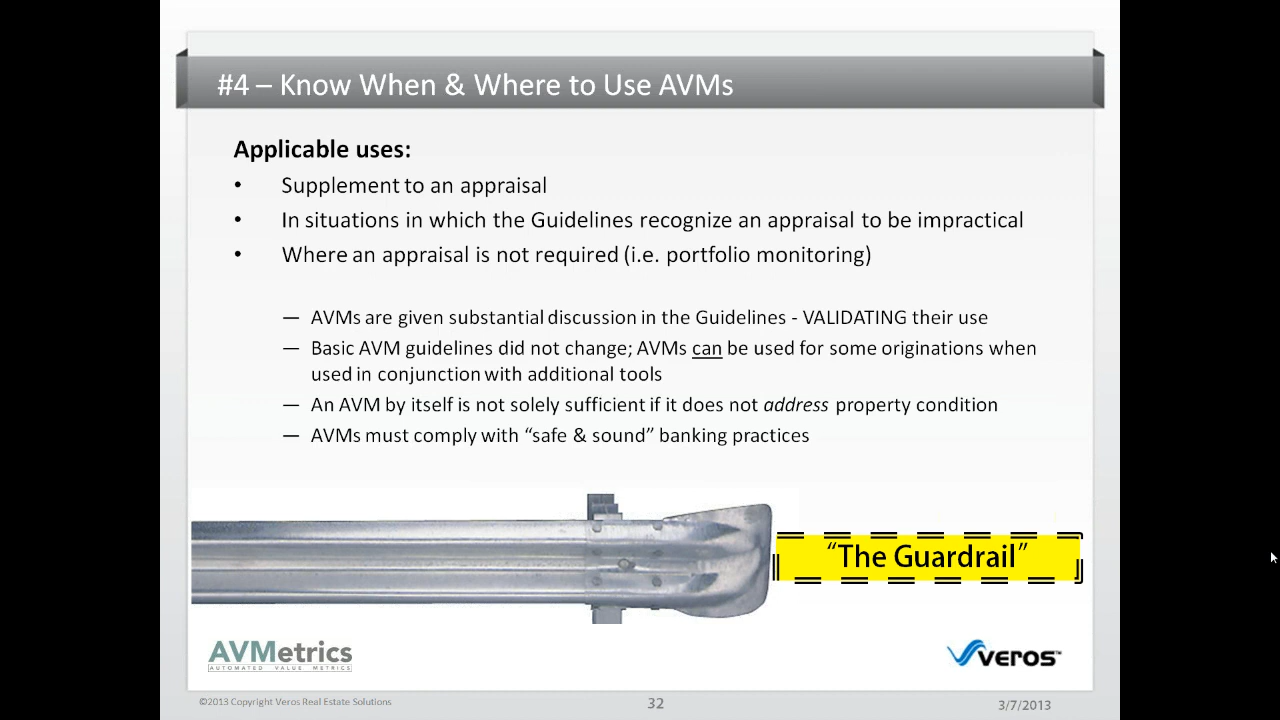 #4 – Know When & Where to Use AVMs
Applicable uses:
• Supplement to an appraisal
• In situations in which the Guidelines recognize an appraisal to be impractical
• Where an appraisal is not required (i.e. portfolio monitoring)
— AVMs are given substantial discussion in the Guidelines - VALIDATING their use
— Basic AVM guidelines did not change; AVMs can be used for some originations when
used in conjunction with additional tools
— An AVM by itself is not solely sufficient if it does not address property condition
— AVMs must comply with “safe & sound” banking practices
“The Guardrail”
AVMetrics
AUTOMATED VALUE METRICS
VEROS™
©2013 Copyright Veros Real Estate Solutions
32
3/7/2013